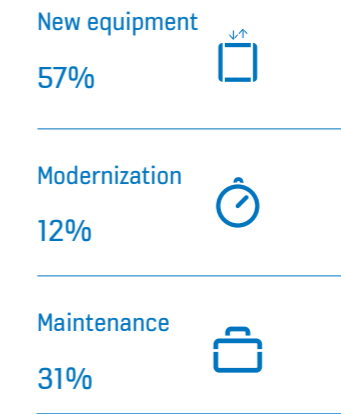 New equipment
57%
Modernization
12%
Maintenance
31%